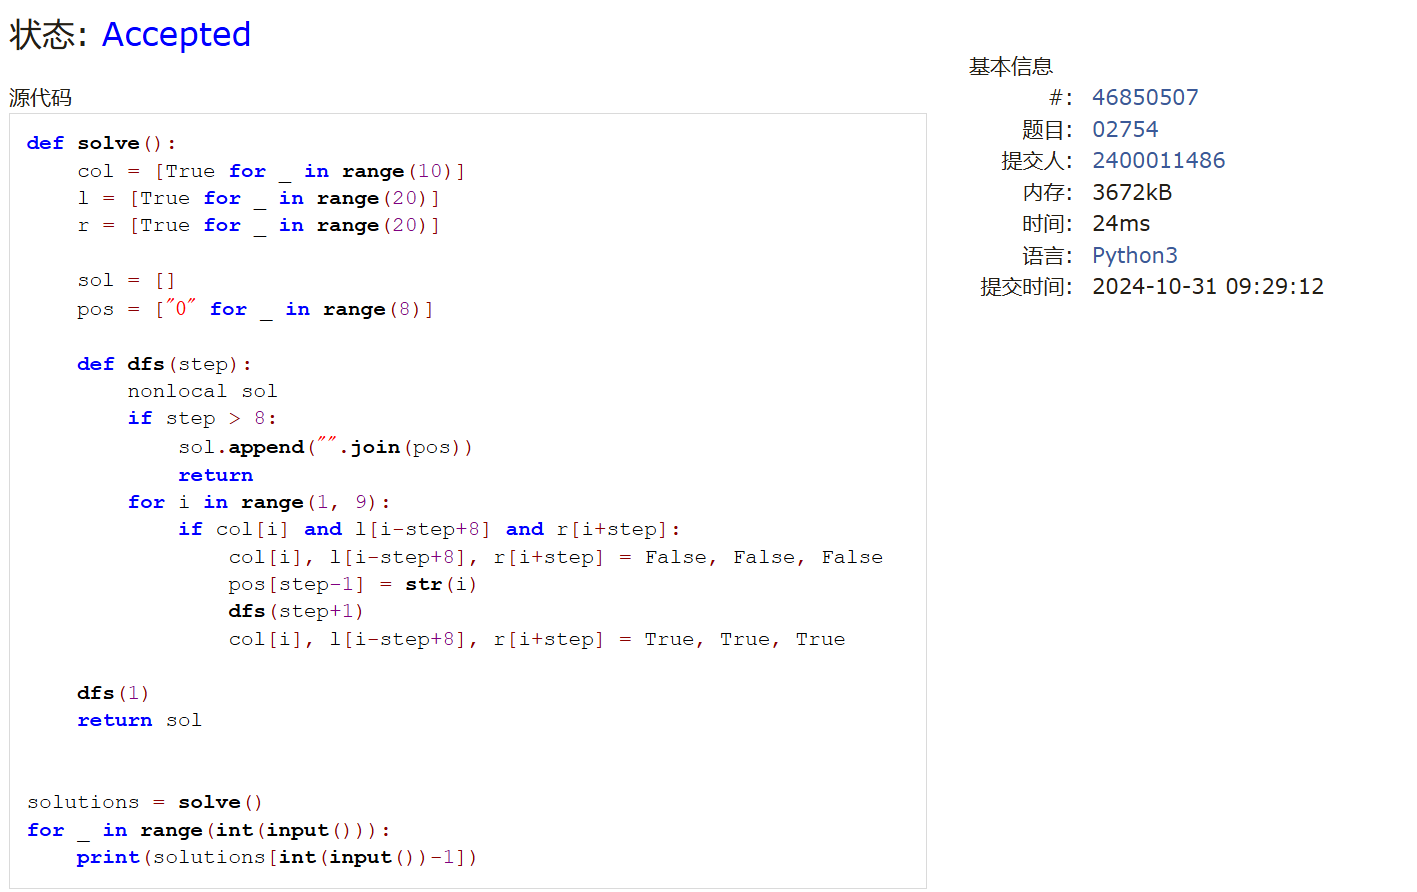 状态: Accepted
源代码
def solve():
    col = [True for _ in range(10)]
    l = [True for _ in range(20)]
    r = [True for _ in range(20)]

    sol = []
    pos = ["0" for _ in range(8)]

    def dfs(step):
        nonlocal sol
        if step > 8:
            sol.append("".join(pos))
            return
        for i in range(1, 9):
            if col[i] and l[i-step+8] and r[i+step]:
                col[i], l[i-step+8], r[i+step] = False, False, False
                pos[step-1] = str(i)
                dfs(step+1)
                col[i], l[i-step+8], r[i+step] = True, True, True

    dfs(1)
    return sol


solutions = solve()
for _ in range(int(input())):
    print(solutions[int(input())-1])
基本信息
#: 46850507
题目: 02754
提交人: 2400011486
内存: 3672kB
时间: 24ms
语言: Python3
提交时间: 2024-10-31 09:29:12